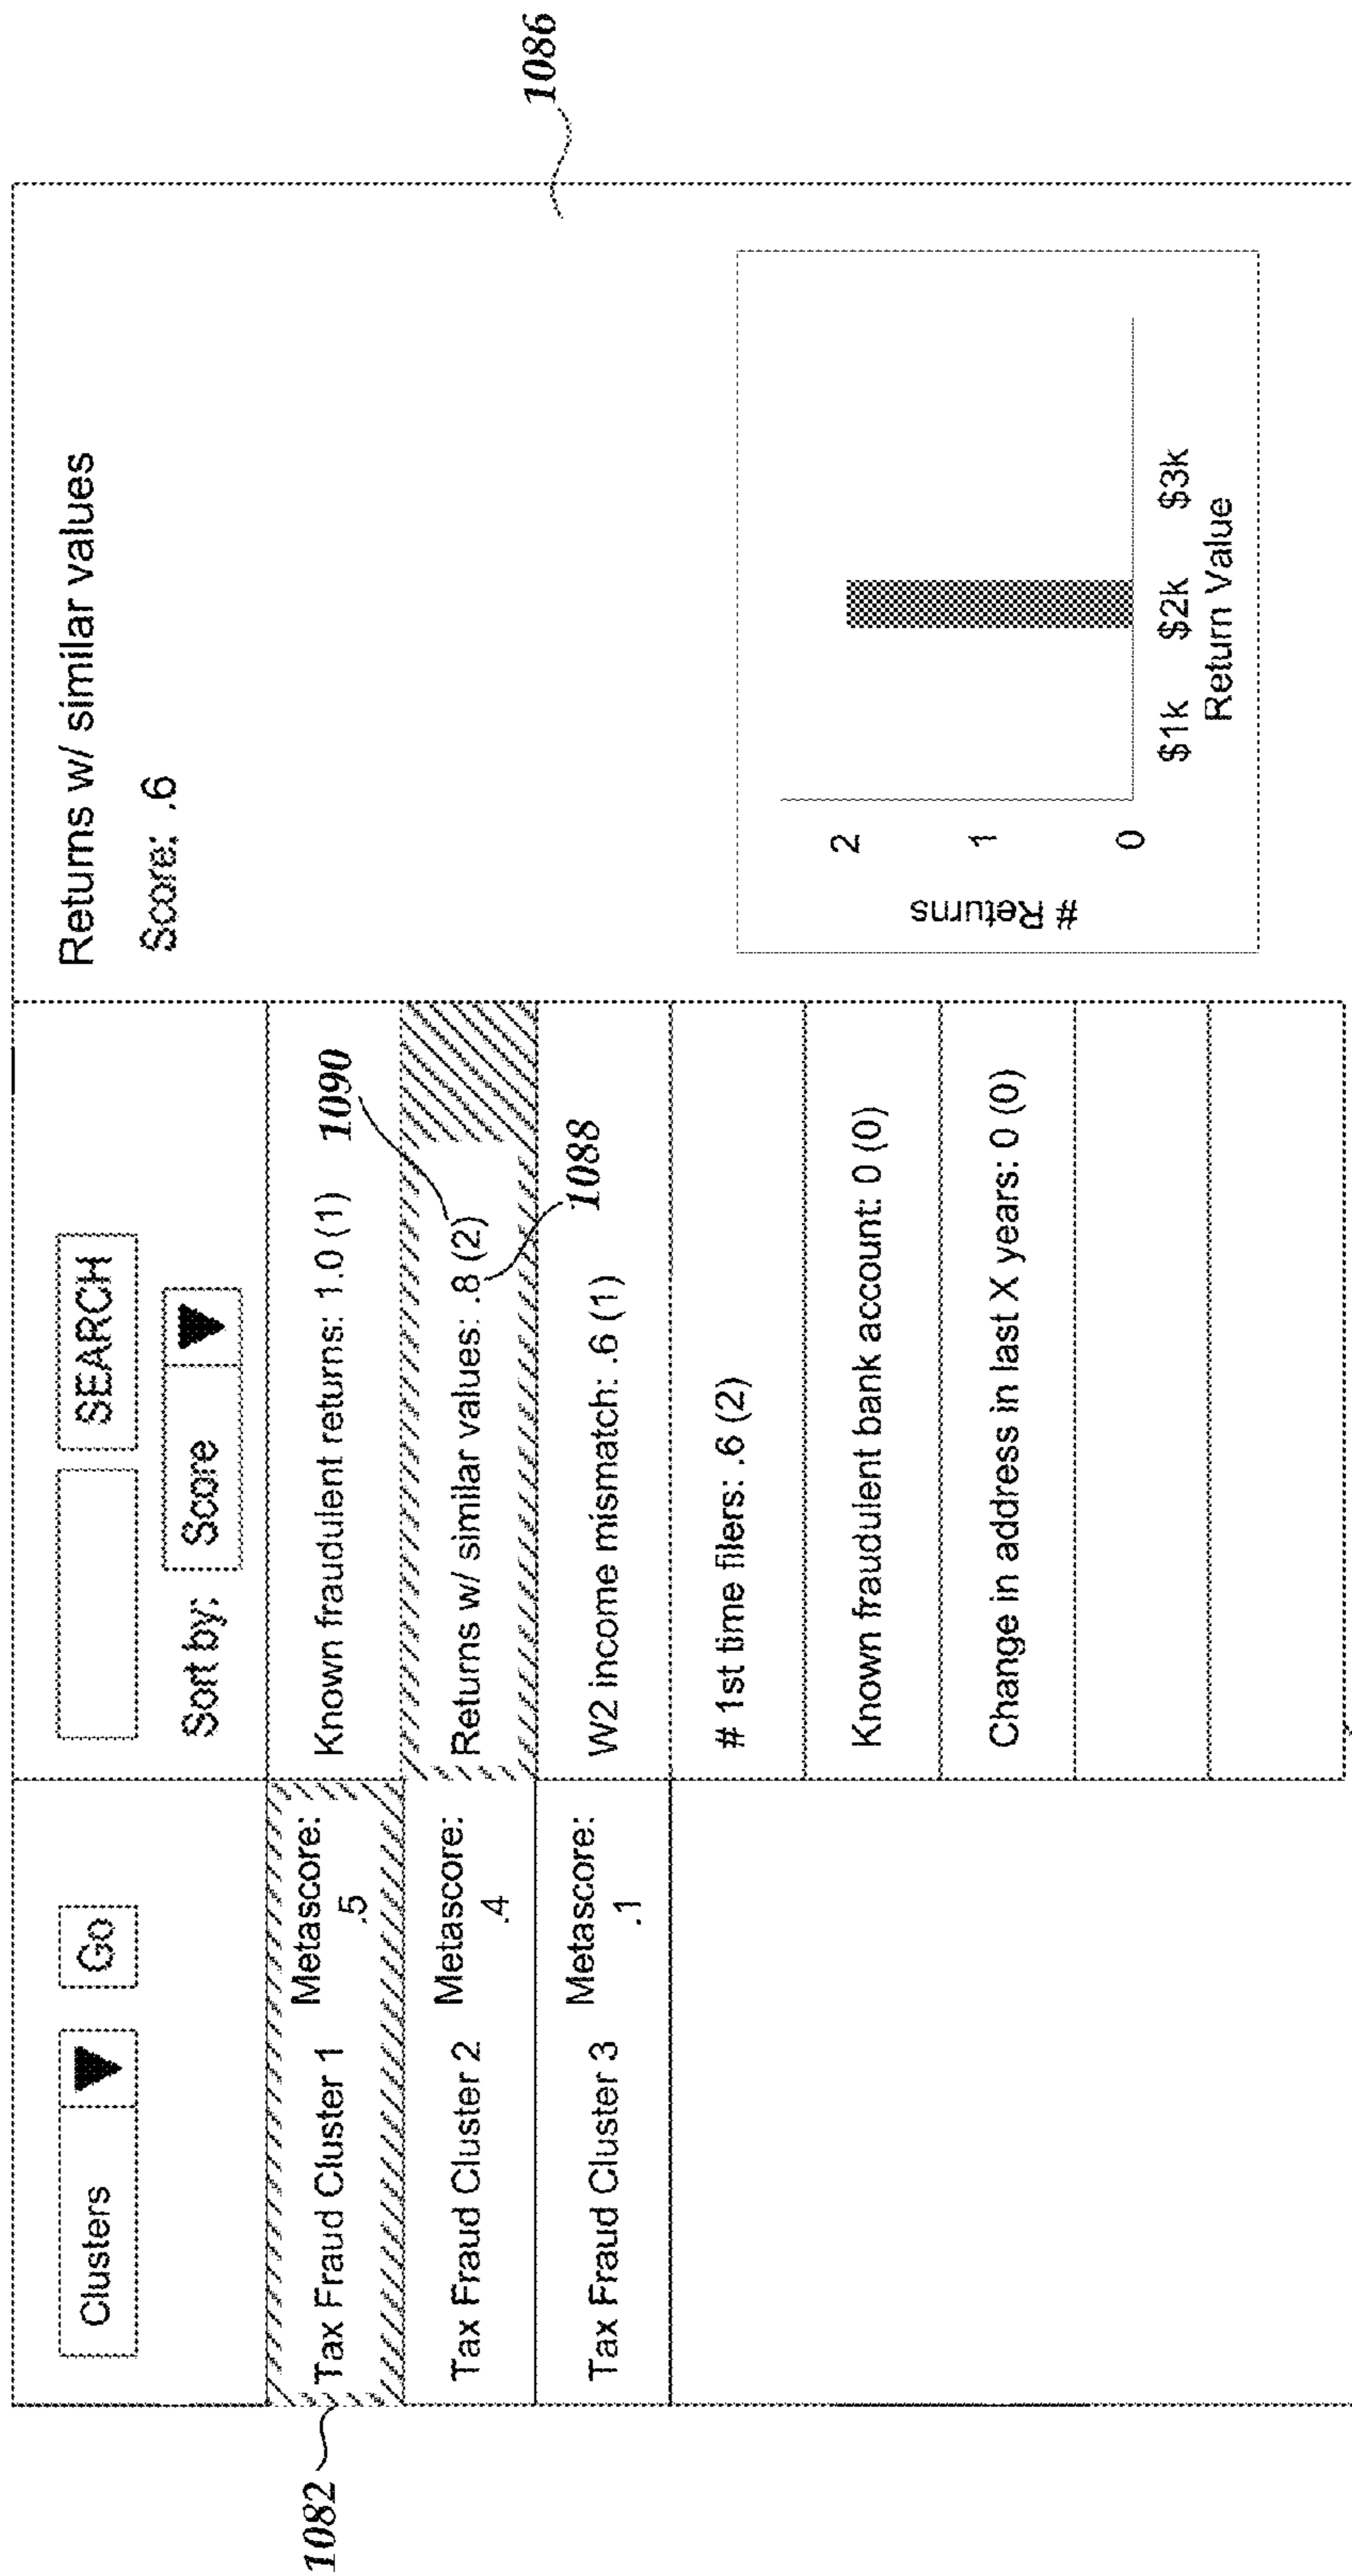 Clusters
Go
Tax Fraud Cluster 1 Metascore:
.5
Tax Fraud Cluster 2 Metascore:
.4
Tax Fraud Cluster 3 Metascore:
.1
1082
SEARCH
Sort by: Score
Known fraudulent returns: 1.0 (1)
Returns w/ similar values: .8 (2)
W2 income mismatch: .6 (1)
# 1st time filers: .6 (2)
Known fraudulent bank account: 0 (0)
Change in address in last X years: 0 (0)
1090
1088
Returns w/ similar values
Score: .6
# Returns
2
1
0
$1k $2k $3k
Return Value
1086